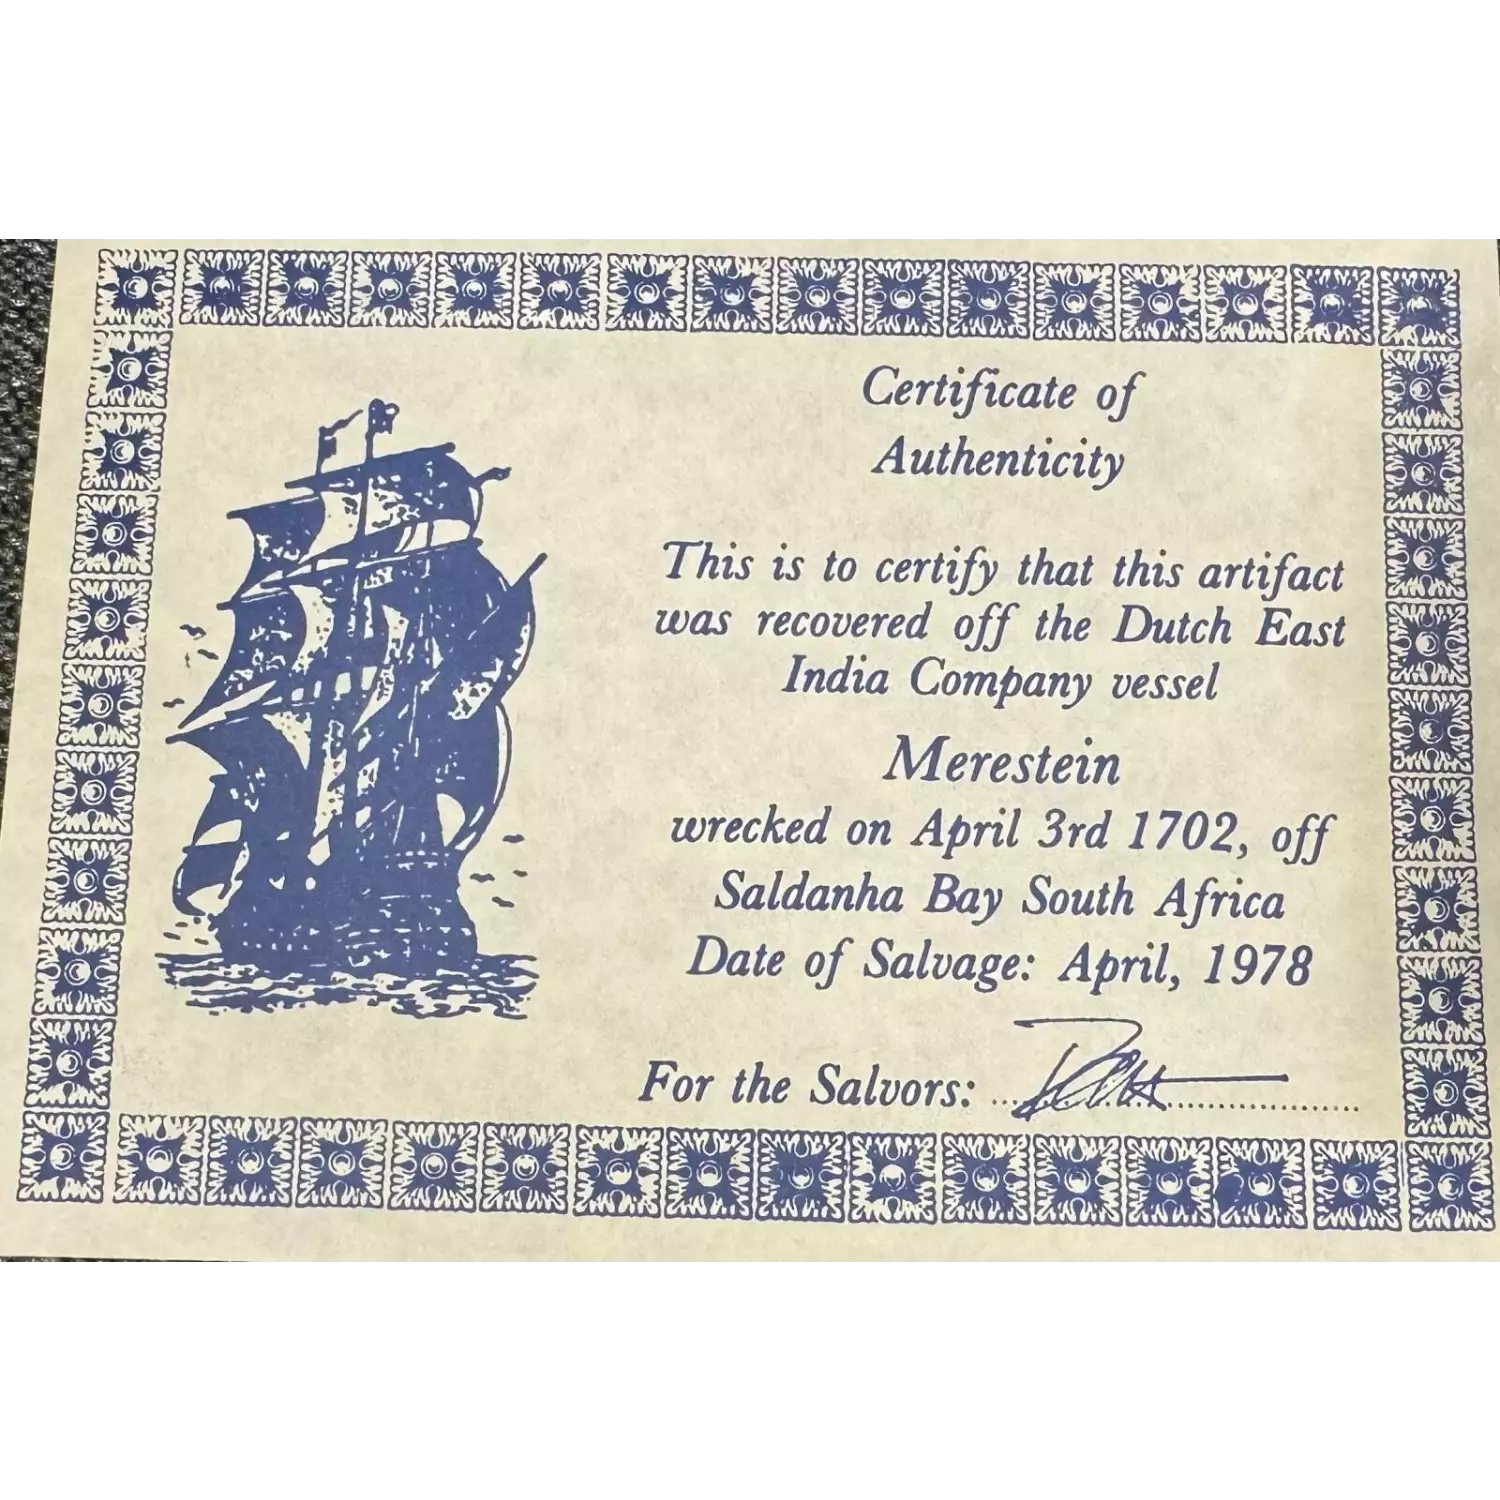 Certificate of
Authenticity
This is to certify that this artifact
was recovered off the Dutch East
India Company vessel
Merestein
wrecked on April 3rd 1702, off
Saldanha Bay South Africa
Date of Salvage: April, 1978
For the Salvors: